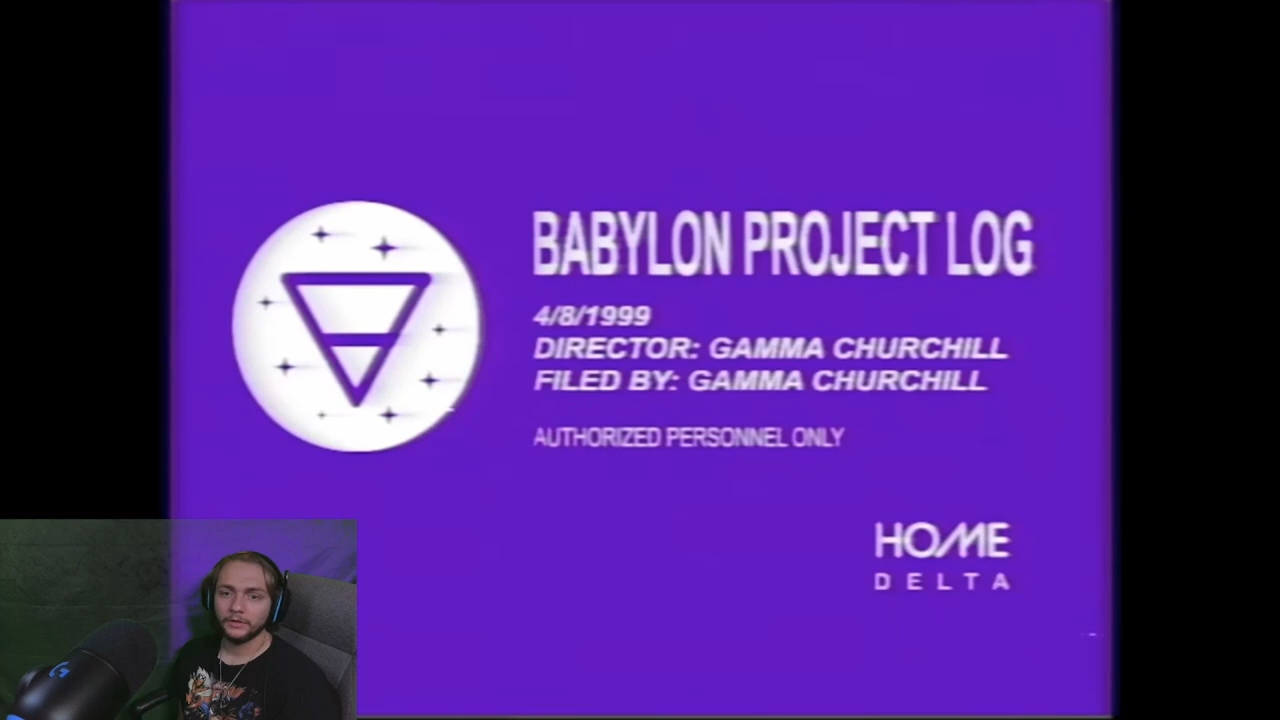 BABYLON PROJECT LOG
4/8/1999
DIRECTOR: GAMMA CHURCHILL
FILED BY: GAMMA CHURCHILL
AUTHORIZED PERSONNEL ONLY
HOME
DELTA